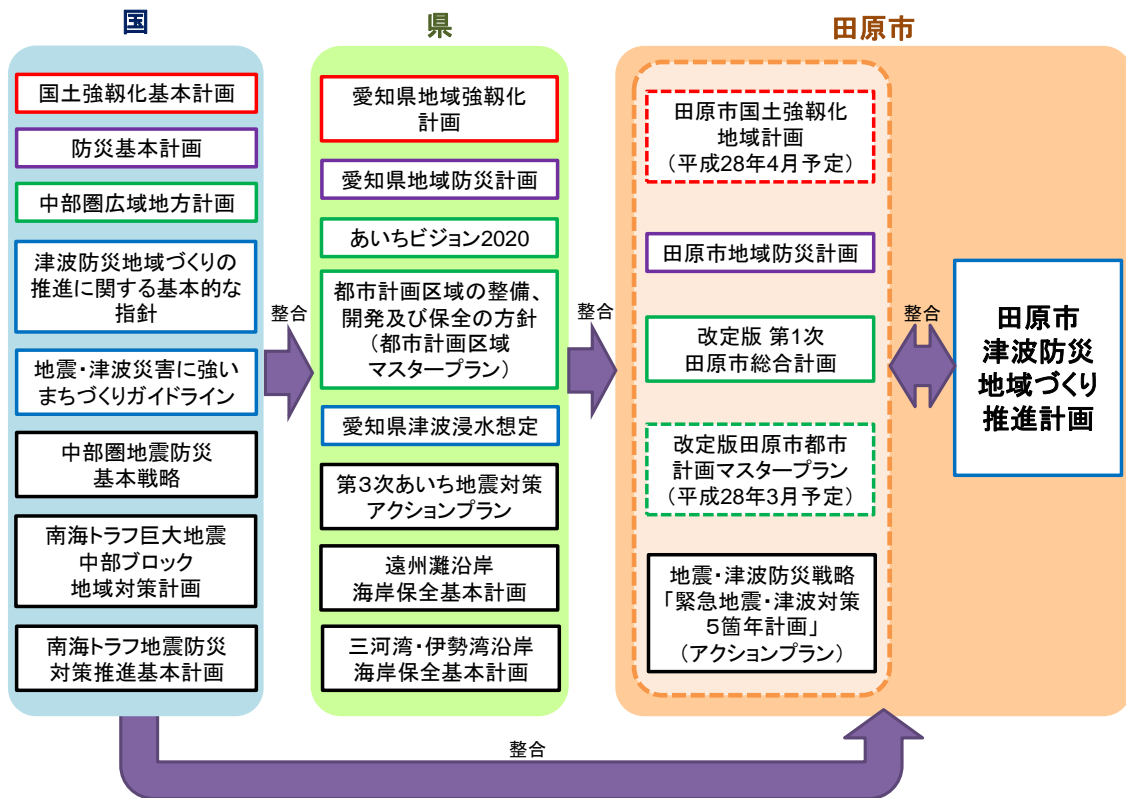 国
国土強靱化基本計画
防災基本計画
中部圏広域地方計画
津波防災地域づくりの
推進に関する基本的な
指針
地震・津波災害に強い
まちづくりガイドライン
中部圏地震防災
基本戦略
南海トラフ巨大地震
中部ブロック
地域対策計画
南海トラフ地震防災
対策推進基本計画
整合
県
愛知県地域強靱化
計画
愛知県地域防災計画
あいちビジョン2020
都市計画区域の整備、
開発及び保全の方針
（都市計画区域
マスタープラン）
愛知県津波浸水想定
第３次あいち地震対策
アクションプラン
遠州灘沿岸
海岸保全基本計画
三河湾・伊勢湾沿岸
海岸保全基本計画
整合
田原市
田原市国土強靱化
地域計画
（平成28年4月予定）
田原市地域防災計画
改定版 第1次
田原市総合計画
改定版田原市都市
計画マスタープラン
（平成28年3月予定）
地震・津波防災戦略
「緊急地震・津波対策
５箇年計画」
（アクションプラン）
整合
田原市
津波防災
地域づくり
推進計画
整合